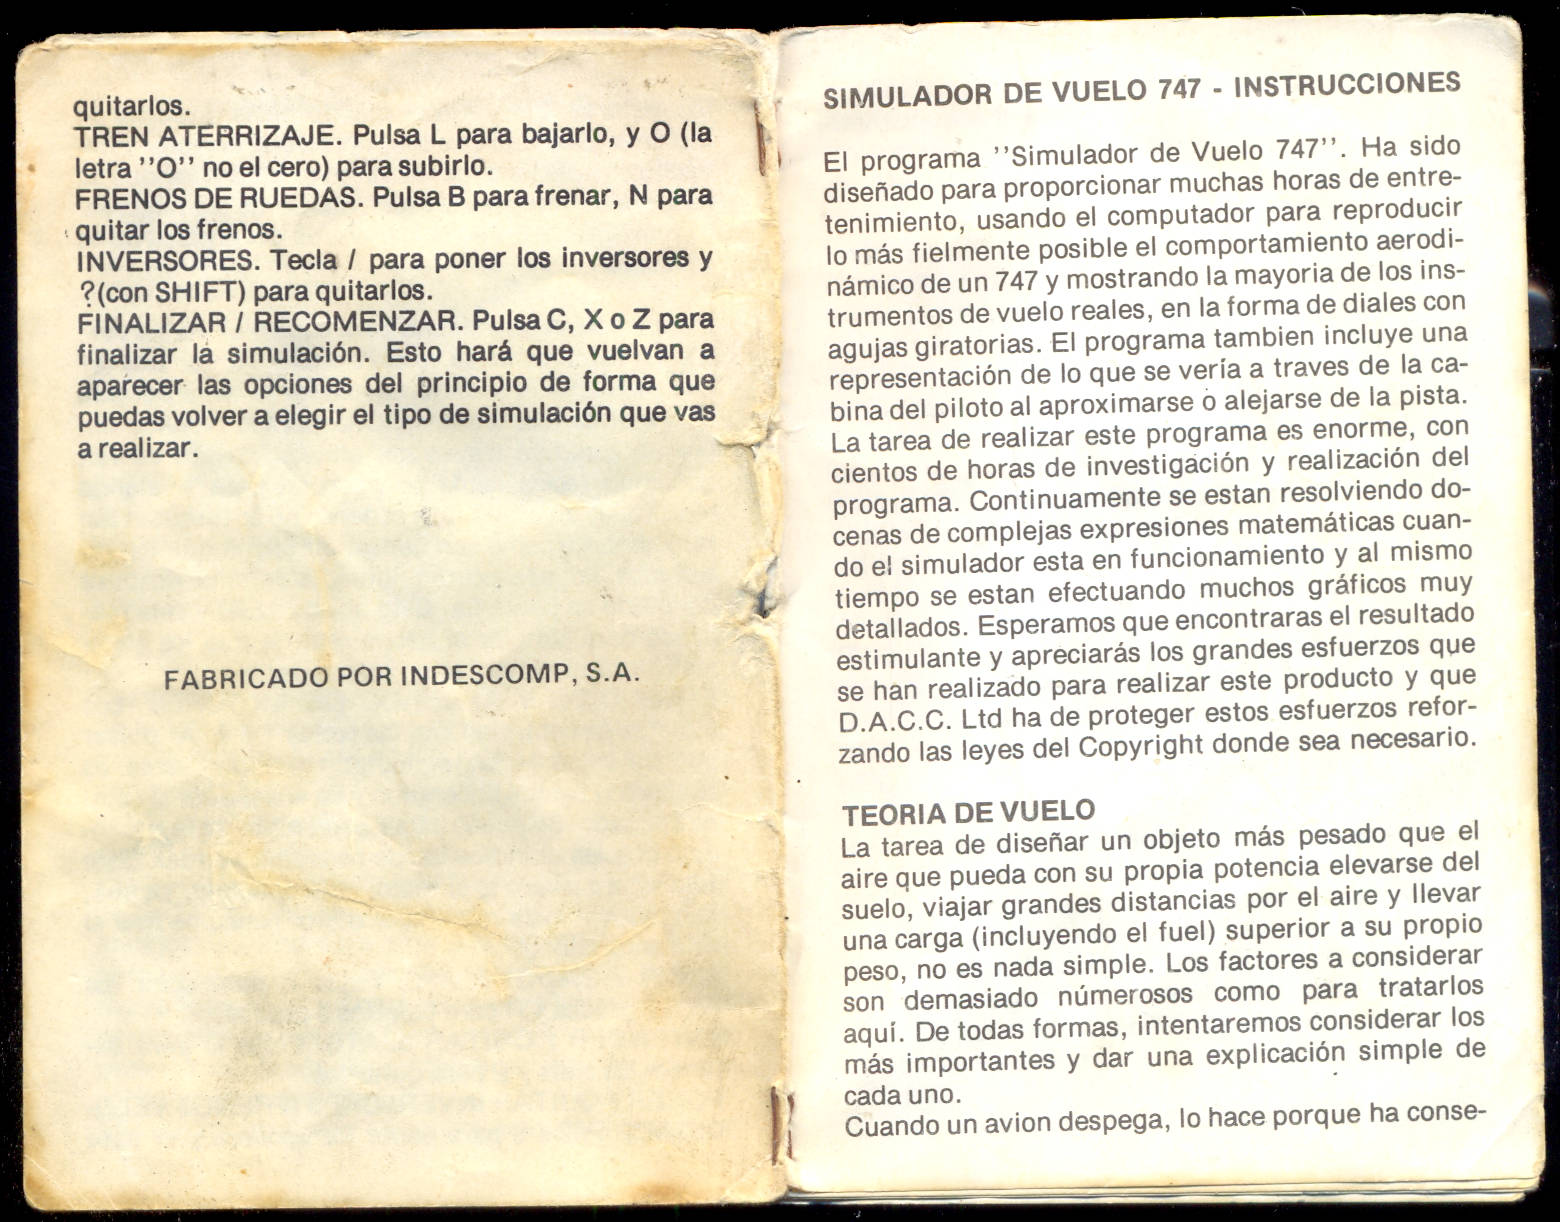 quitarlos.
TREN ATERRIZAJE. Pulsa L para bajarlo, y O (la
letra ''O'' no el cero) para subirlo.
FRENOS DE RUEDAS. Pulsa B para frenar, N para
quitar los frenos.
INVERSORES. Tecla / para poner los inversores y
?(con SHIFT) para quitarlos.
FINALIZAR / RECOMENZAR. Pulsa C, X o Z para
finalizar la simulación. Esto hará que vuelvan a
aparecer las opciones del principio de forma que
puedas volver a elegir el tipo de simulación que vas
a realizar.
FABRICADO POR INDESCOMP, S.A.
SIMULADOR DE VUELO 747 - INSTRUCCIONES
El programa ''Simulador de Vuelo 747''. Ha sido
diseñado para proporcionar muchas horas de entre-
tenimiento, usando el computador para reproducir
lo más fielmente posible el comportamiento aerodi-
námico de un 747 y mostrando la mayoria de los ins-
trumentos de vuelo reales, en la forma de diales con
agujas giratorias. El programa tambien incluye una
representación de lo que se vería a traves de la ca-
bina del piloto al aproximarse o alejarse de la pista.
La tarea de realizar este programa es enorme, con
cientos de horas de investigación y realización del
programa. Continuamente se estan resolviendo do-
cenas de complejas expresiones matemáticas cuan-
do el simulador esta en funcionamiento y al mismo
tiempo se estan efectuando muchos gráficos muy
detallados. Esperamos que encontraras el resultado
estimulante y apreciarás los grandes esfuerzos que
se han realizado para realizar este producto y que
D.A.C.C. Ltd ha de proteger estos esfuerzos refor-
zando las leyes del Copyright donde sea necesario.
TEORIA DE VUELO
La tarea de diseñar un objeto más pesado que el
aire que pueda con su propia potencia elevarse del
suelo, viajar grandes distancias por el aire y llevar
una carga (incluyendo el fuel) superior a su propio
peso, no es nada simple. Los factores a considerar
son demasiado númerosos como para tratarlos
aquí. De todas formas, intentaremos considerar los
más importantes y dar una explicación simple de
cada uno.
Cuando un avion despega, lo hace porque ha conse-